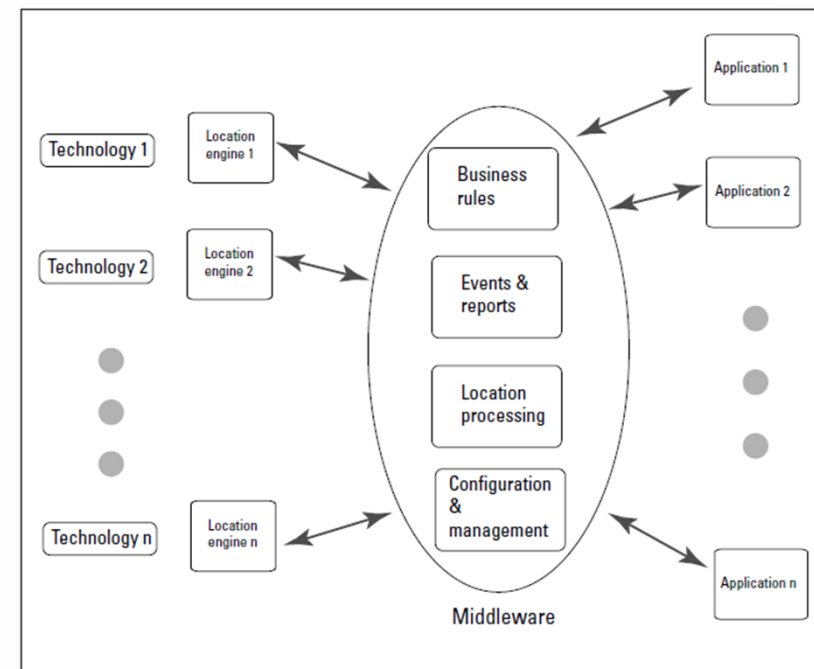 Technology 1
Location
engine 1
Technology 2
Location
engine 2
Technology n
Location
engine n
Business
rules
Events &
reports
Location
processing
Configuration
&
management
Middleware
Application 1
Application 2
Application n